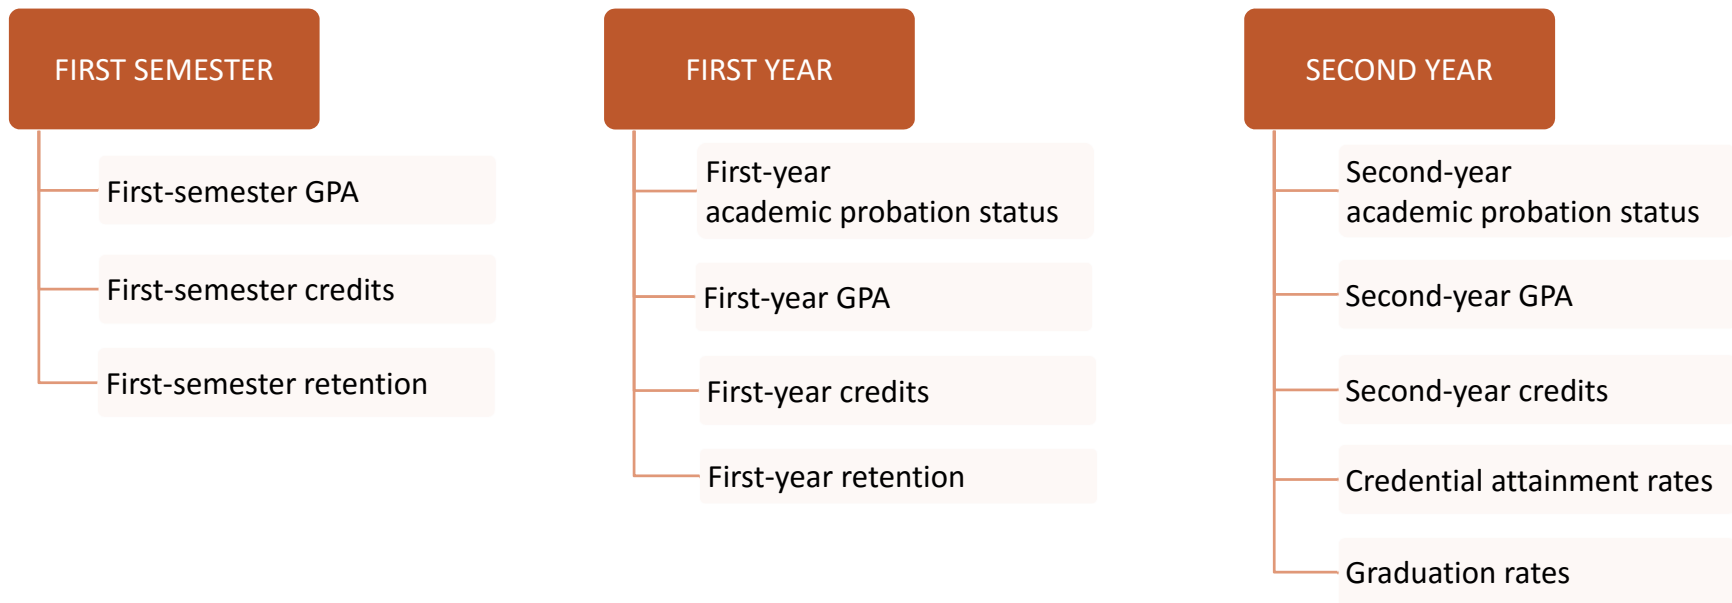 FIRST SEMESTER
First-semester GPA
First-semester credits
First-semester retention
FIRST YEAR
First-year
academic probation status
First-year GPA
First-year credits
First-year retention
SECOND YEAR
Second-year
academic probation status
Second-year GPA
Second-year credits
Credential attainment rates
Graduation rates